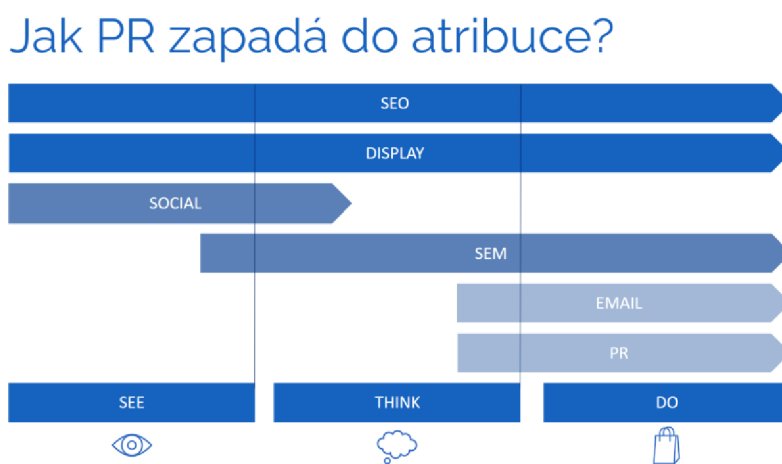 Jak PR zapadá do atribuce?
SEO
DISPLAY
SOCIAL
SEM
EMAIL
PR
SEE
THINK
DO